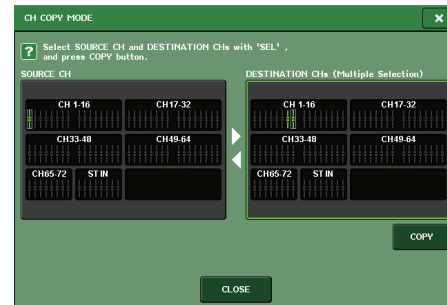 CH COPY MODE
×
? Select SOURCE CH and DESTINATION CHs with 'SEL' ,
and press COPY button.
SOURCE CH
DESTINATION CHs (Multiple Selection)
CH 1-16 CH17-32
CH33-48 CH49-64
CH65-72 ST IN
CH 1-16 CH17-32
CH33-48 CH49-64
CH65-72 ST IN
COPY
CLOSE